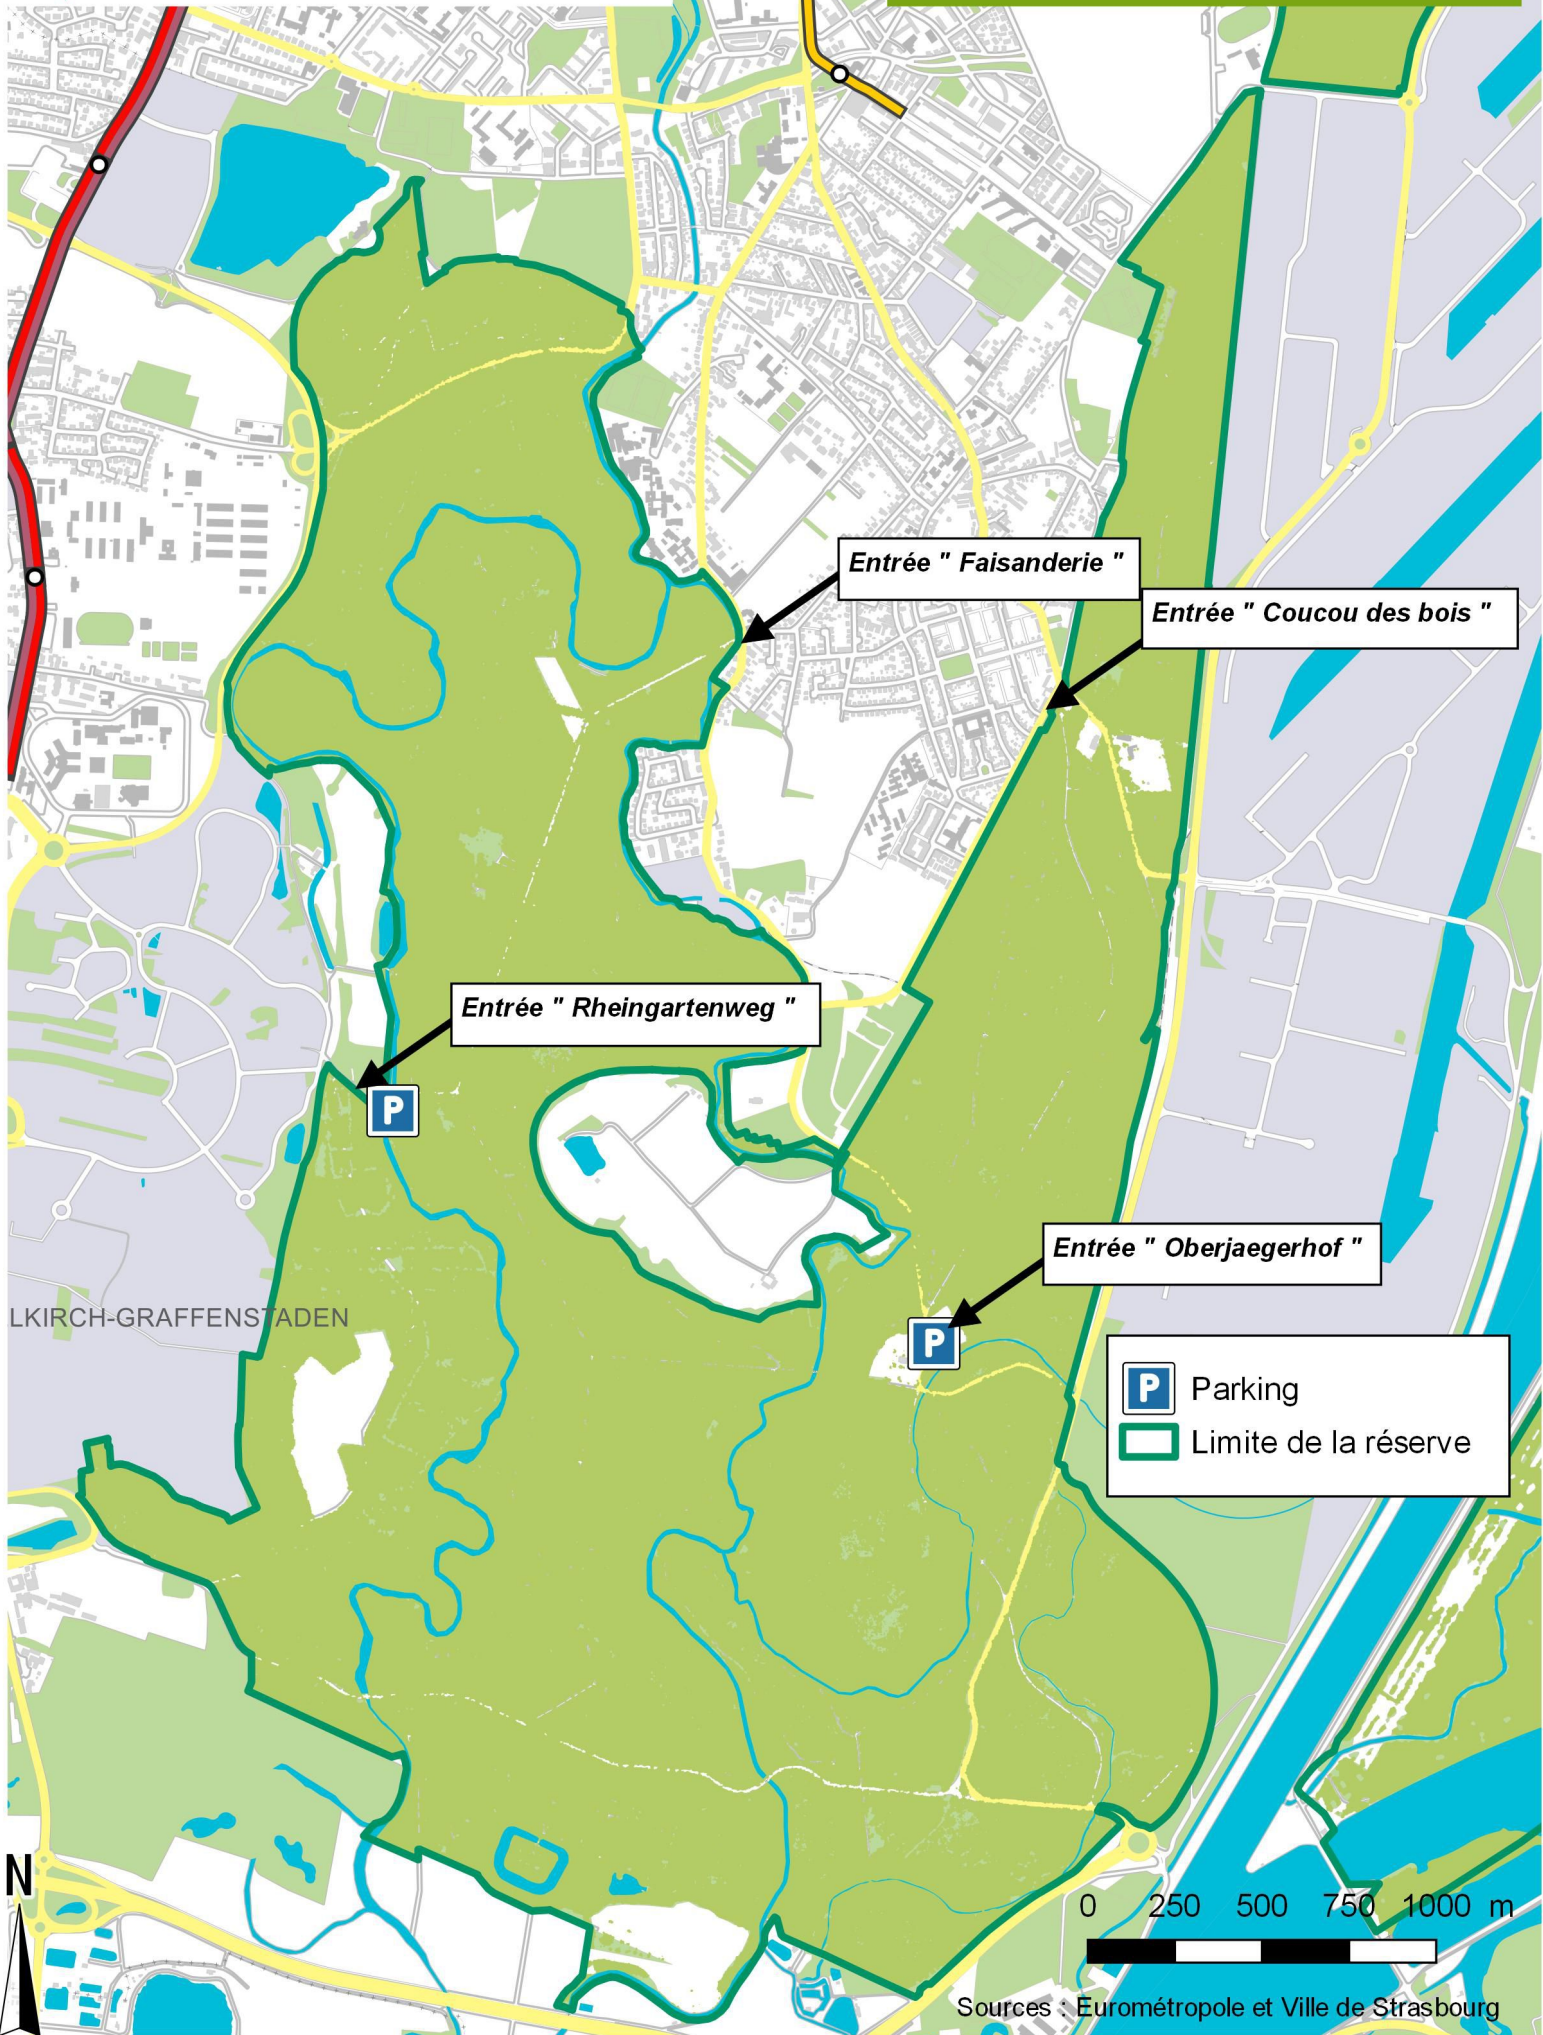 Entrée " Faisanderie "
Entrée " Coucou des bois "
Entrée " Rheingartenweg "
P
Entrée " Oberjaegerhof "
P
LKIRCH-GRAFFENSTADEN
P Parking
Limite de la réserve
N
0 250 500 750 1000 m
Sources : Eurométropole et Ville de Strasbourg